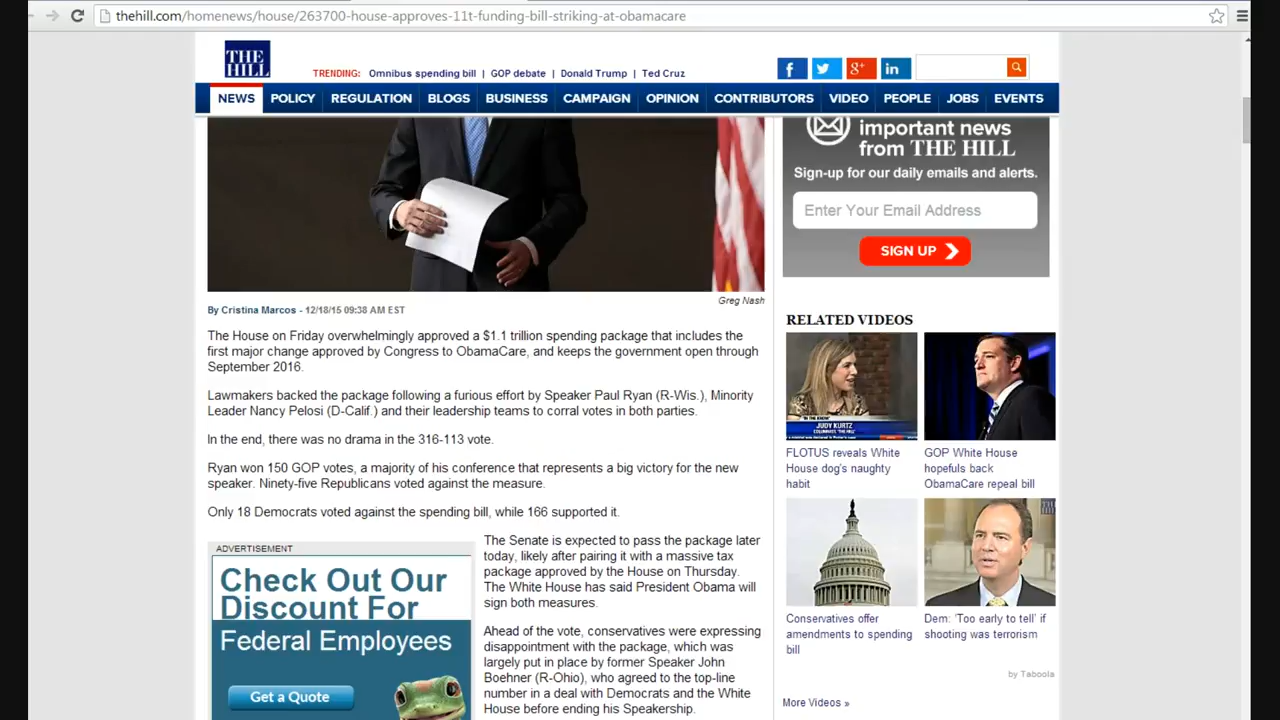 thehill.com/homenews/house/263700-house-approves-11t-funding-bill-striking-at-obamacare
THE
HILL
TRENDING: Omnibus spending bill | GOP debate | Donald Trump | Ted Cruz
f
g+
in
NEWS POLICY REGULATION BLOGS BUSINESS CAMPAIGN OPINION CONTRIBUTORS VIDEO PEOPLE JOBS EVENTS
important news
from THE HILL
Sign-up for our daily emails and alerts.
Enter Your Email Address
SIGN UP
Greg Nash
By Cristina Marcos - 12/18/15 09:38 AM EST
The House on Friday overwhelmingly approved a $1.1 trillion spending package that includes the
first major change approved by Congress to ObamaCare, and keeps the government open through
September 2016.
Lawmakers backed the package following a furious effort by Speaker Paul Ryan (R-Wis.), Minority
Leader Nancy Pelosi (D-Calif.) and their leadership teams to corral votes in both parties.
In the end, there was no drama in the 316-113 vote.
Ryan won 150 GOP votes, a majority of his conference that represents a big victory for the new
speaker. Ninety-five Republicans voted against the measure.
Only 18 Democrats voted against the spending bill, while 166 supported it.
ADVERTISEMENT
Check Out Our
Discount For
Federal Employees
Get a Quote
The Senate is expected to pass the package later
today, likely after pairing it with a massive tax
package approved by the House on Thursday.
The White House has said President Obama will
sign both measures.
Ahead of the vote, conservatives were expressing
disappointment with the package, which was
largely put in place by former Speaker John
Boehner (R-Ohio), who agreed to the top-line
number in a deal with Democrats and the White
House before ending his Speakership.
RELATED VIDEOS
"IN THE KNOW"
JUDY KURTZ
COLUMNIST, "THE HILL"
FLOTUS reveals White
House dog's naughty
habit
GOP White House
hopefuls back
ObamaCare repeal bill
THE
HILL
Conservatives offer
amendments to spending
bill
Dem: 'Too early to tell' if
shooting was terrorism
by Taboola
More Videos »